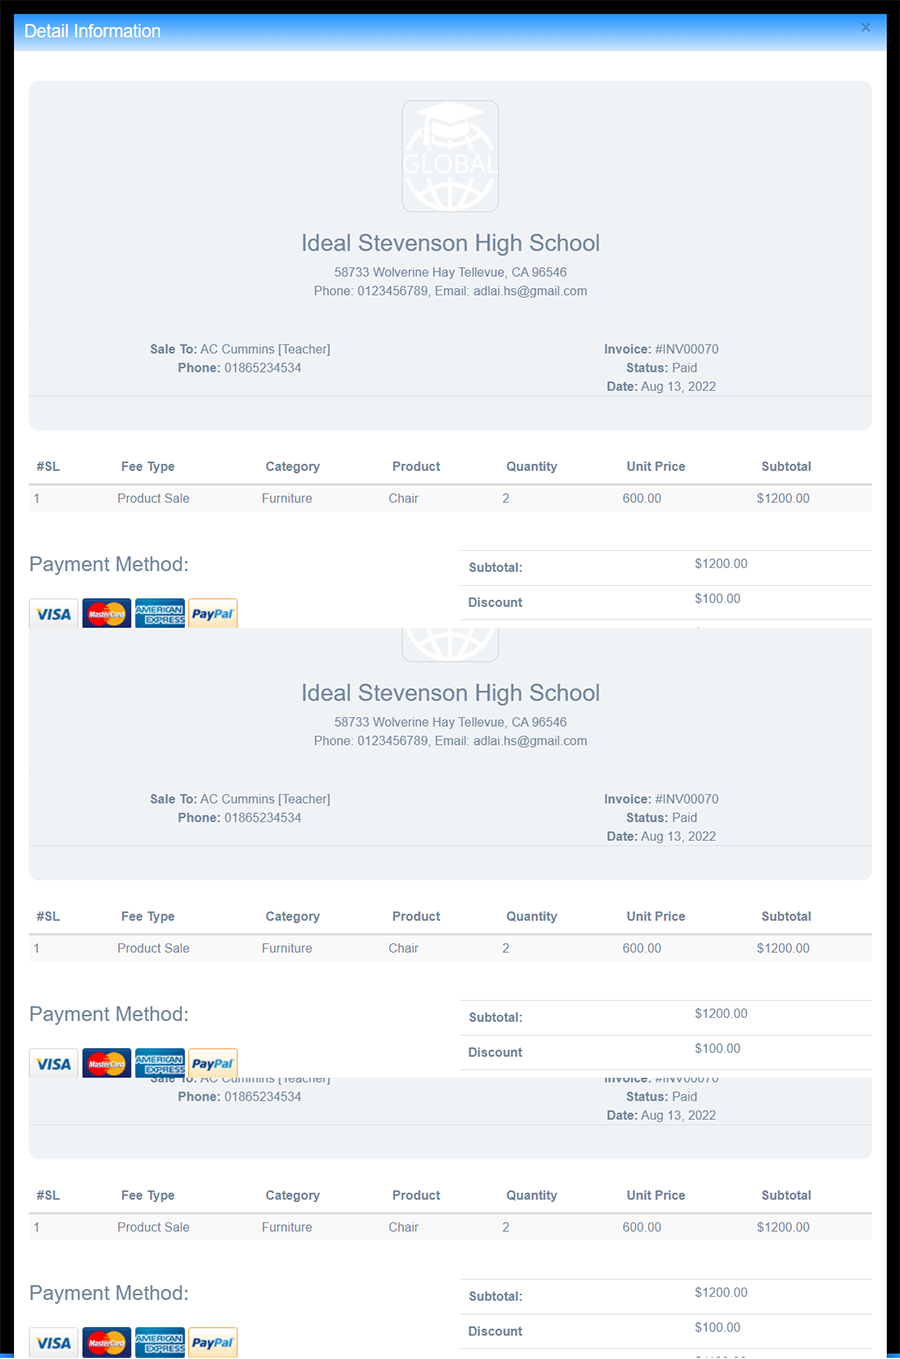 Detail Information ×
GLOBAL
Ideal Stevenson High School
58733 Wolverine Hay Tellevue, CA 96546
Phone: 0123456789, Email: adlai.hs@gmail.com
Sale To: AC Cummins [Teacher] Invoice: #INV00070
Phone: 01865234534 Status: Paid
Date: Aug 13, 2022
#SL Fee Type Category Product Quantity Unit Price Subtotal
1 Product Sale Furniture Chair 2 600.00 $1200.00
Payment Method:
Subtotal: $1200.00
Discount $100.00
VISA MasterCard AMERICAN EXPRESS PayPal
Ideal Stevenson High School
58733 Wolverine Hay Tellevue, CA 96546
Phone: 0123456789, Email: adlai.hs@gmail.com
Sale To: AC Cummins [Teacher] Invoice: #INV00070
Phone: 01865234534 Status: Paid
Date: Aug 13, 2022
#SL Fee Type Category Product Quantity Unit Price Subtotal
1 Product Sale Furniture Chair 2 600.00 $1200.00
Payment Method:
Subtotal: $1200.00
Discount $100.00
VISA MasterCard AMERICAN EXPRESS PayPal
Sale To: AC Cummins [Teacher] Invoice: #INV00070
Phone: 01865234534 Status: Paid
Date: Aug 13, 2022
#SL Fee Type Category Product Quantity Unit Price Subtotal
1 Product Sale Furniture Chair 2 600.00 $1200.00
Payment Method:
Subtotal: $1200.00
Discount $100.00
VISA MasterCard AMERICAN EXPRESS PayPal